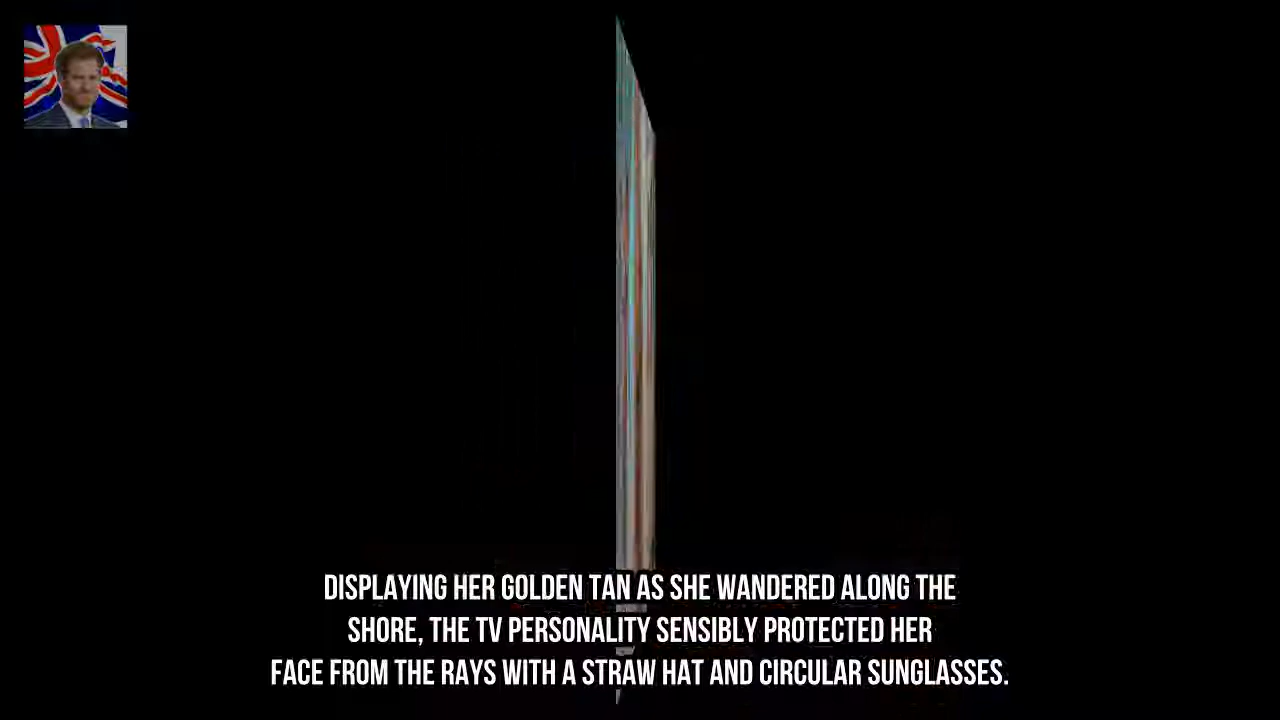 DISPLAYING HER GOLDEN TAN AS SHE WANDERED ALONG THE
SHORE, THE TV PERSONALITY SENSIBLY PROTECTED HER
FACE FROM THE RAYS WITH A STRAW HAT AND CIRCULAR SUNGLASSES.